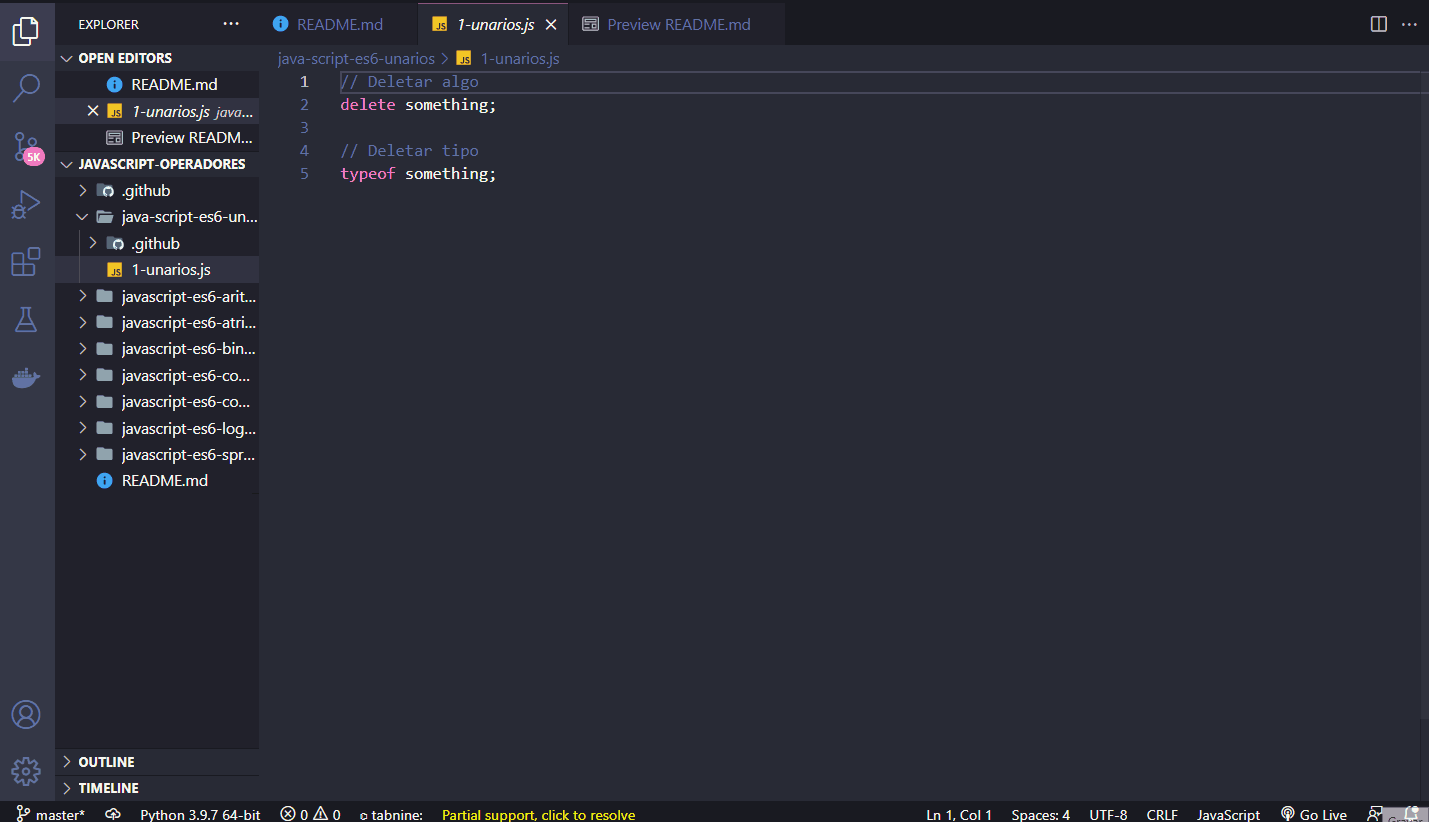 EXPLORER
README.md
1-unarios.js
Preview README.md
OPEN EDITORS
README.md
1-unarios.js java...
Preview READM...
JAVASCRIPT-OPERADORES
.github
java-script-es6-un...
.github
1-unarios.js
javascript-es6-arit...
javascript-es6-atri...
javascript-es6-bin...
javascript-es6-co...
javascript-es6-co...
javascript-es6-log...
javascript-es6-spr...
README.md
OUTLINE
TIMELINE
5K
java-script-es6-unarios > 1-unarios.js
1 // Deletar algo
2 delete something;
3
4 // Deletar tipo
5 typeof something;
master* Python 3.9.7 64-bit 0 0 tabnine: Partial support, click to resolve Ln 1, Col 1 Spaces: 4 UTF-8 CRLF JavaScript Go Live